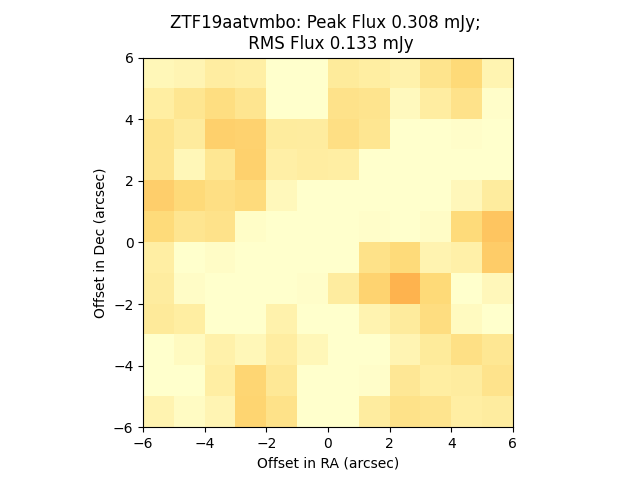 ZTF19aatvmbo: Peak Flux 0.308 mJy;
RMS Flux 0.133 mJy
6
4
2
0
−2
−4
−6
Offset in Dec (arcsec)
−6 −4 −2 0 2 4 6
Offset in RA (arcsec)